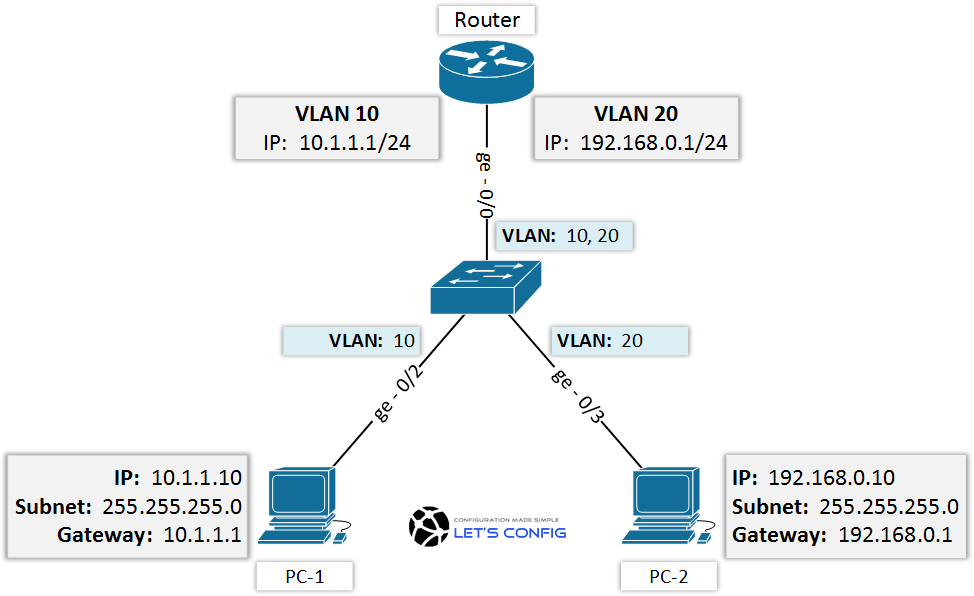 Router
VLAN 10
IP: 10.1.1.1/24
VLAN 20
IP: 192.168.0.1/24
ge - 0/0
VLAN: 10, 20
VLAN: 10
VLAN: 20
ge - 0/2
ge - 0/3
IP: 10.1.1.10
Subnet: 255.255.255.0
Gateway: 10.1.1.1
IP: 192.168.0.10
Subnet: 255.255.255.0
Gateway: 192.168.0.1
CONFIGURATION MADE SIMPLE
LET'S CONFIG
PC-1
PC-2